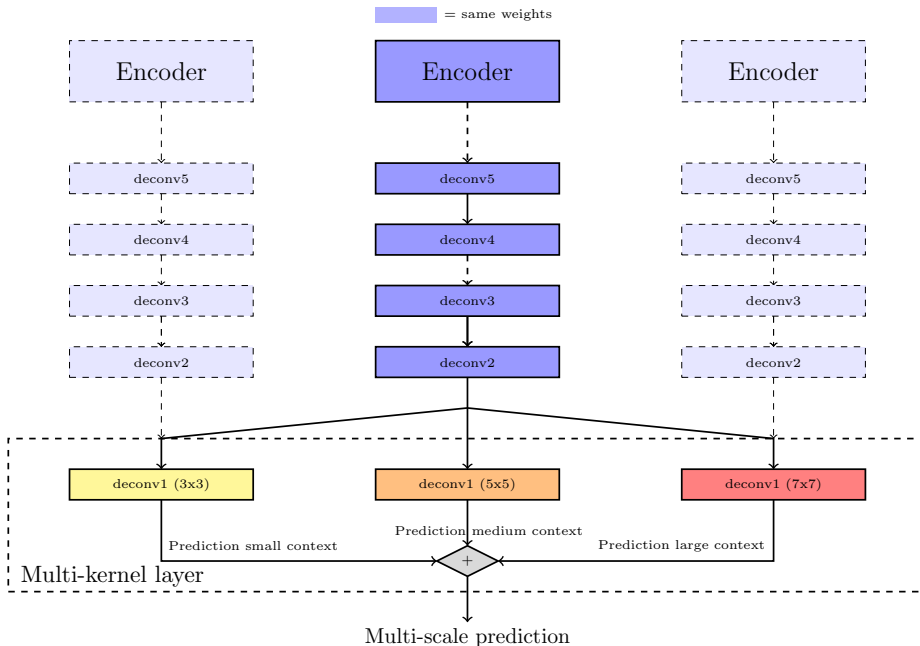 = same weights
Encoder Encoder Encoder
deconv5 deconv5 deconv5
deconv4 deconv4 deconv4
deconv3 deconv3 deconv3
deconv2 deconv2 deconv2
deconv1 (3x3) deconv1 (5x5) deconv1 (7x7)
Prediction medium context
Prediction small context Prediction large context
+
Multi-kernel layer
Multi-scale prediction